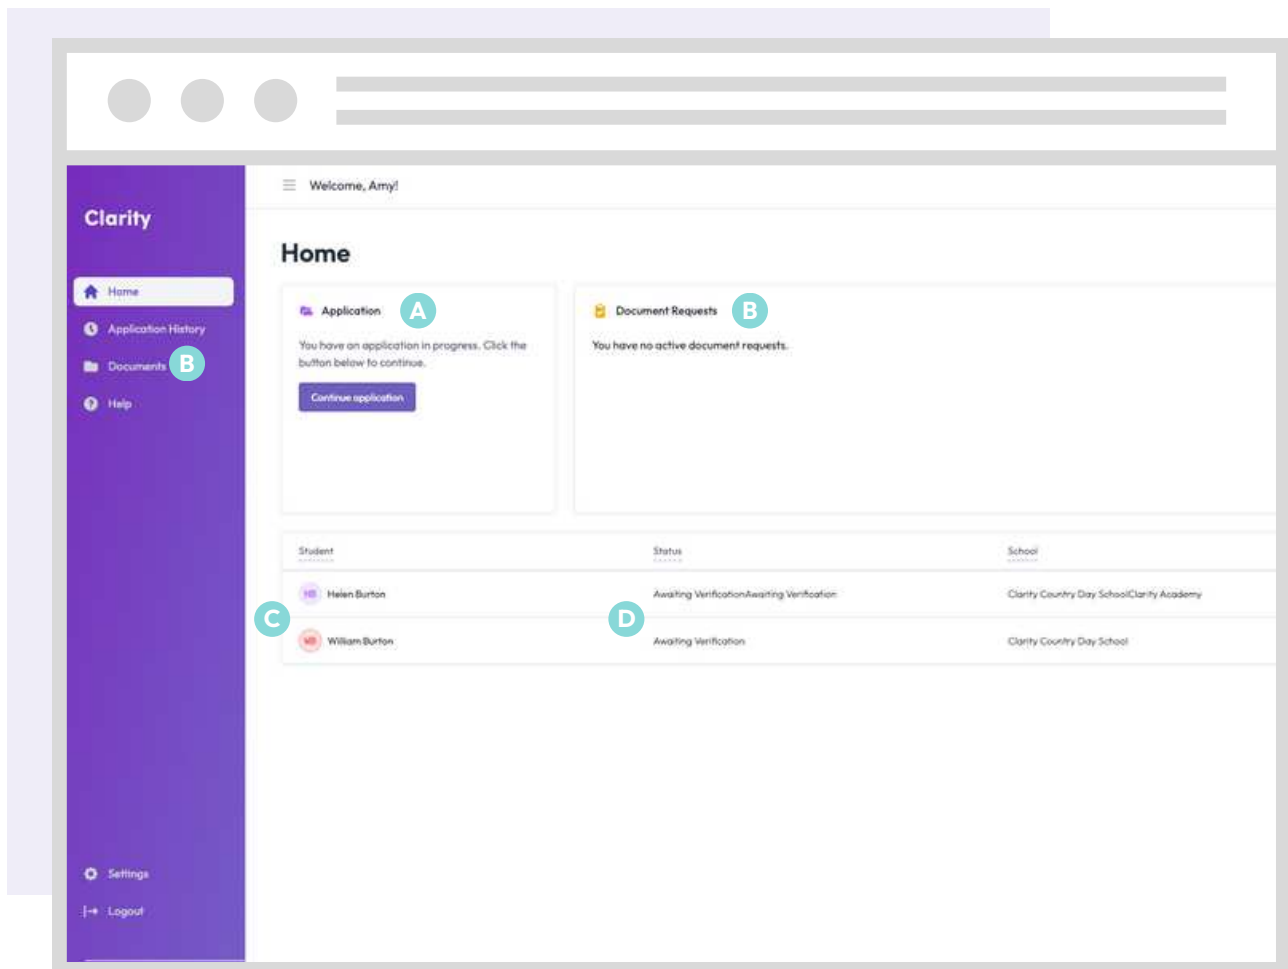 Welcome, Amy!
Clarity
Home
Home
Application History
Documents B
Help
Settings
Logout
Application A
You have an application in progress. Click the
button below to continue.
Continue application
Document Requests B
You have no active document requests.
Student Status School
HB Helen Burton Awaiting VerificationAwaiting Verification Clarity Country Day SchoolClarity Academy
C D
WB William Burton Awaiting Verification Clarity Country Day School